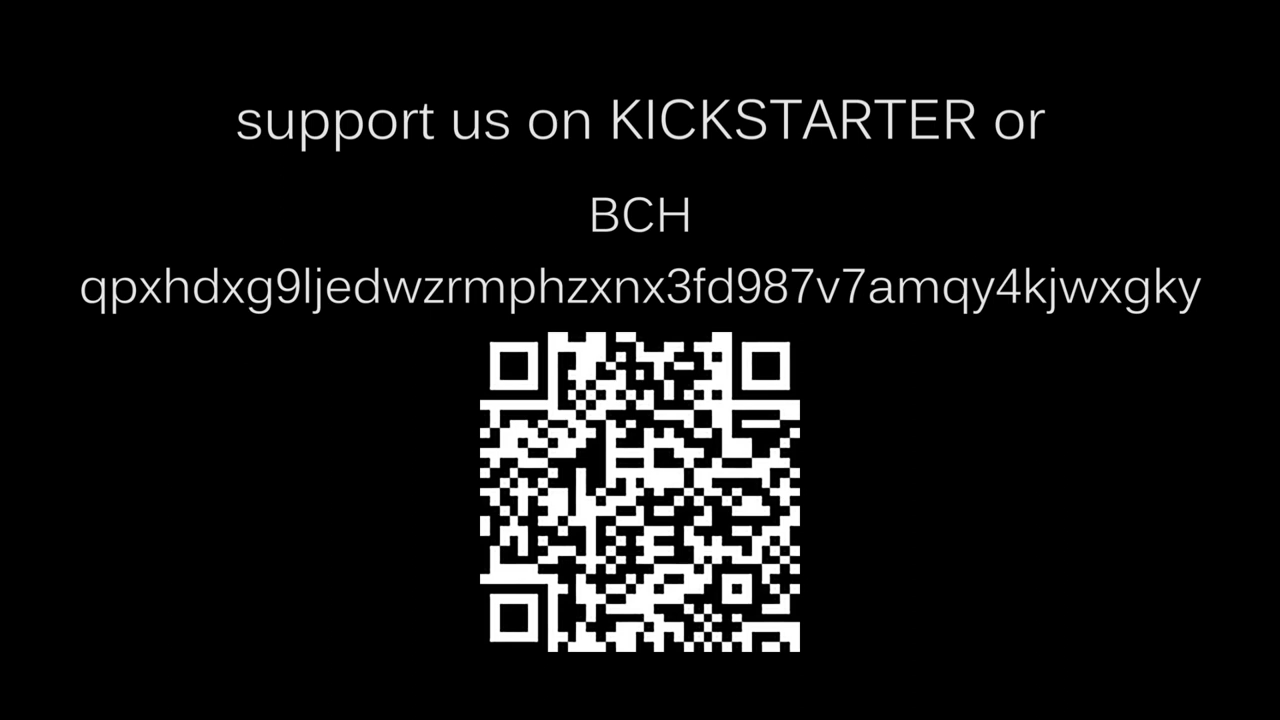 support us on KICKSTARTER or
BCH
qpxhdxg9ljedwzrmphzxnx3fd987v7amqy4kjwxgky